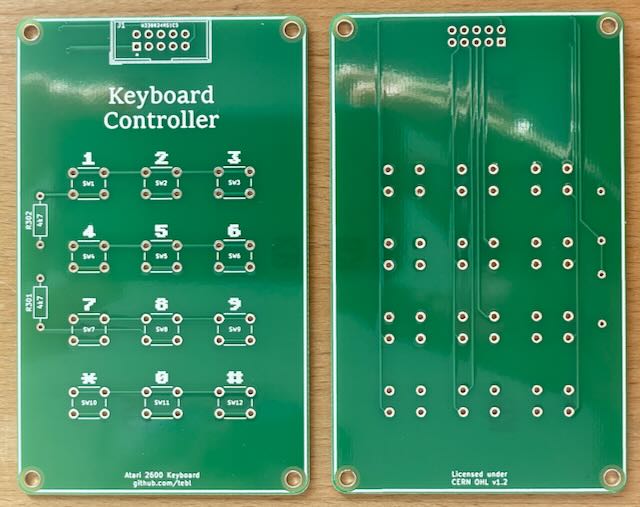 J1
Keyboard
Controller
1 2 3
SW1 SW2 SW3
R302
4k7
4 5 6
SW4 SW5 SW6
R301
4k7
7 8 9
SW7 SW8 SW9
* 0 #
SW10 SW11 SW12
Atari 2600 Keyboard
github.com/tebl
Licensed under
CERN OHL v1.2